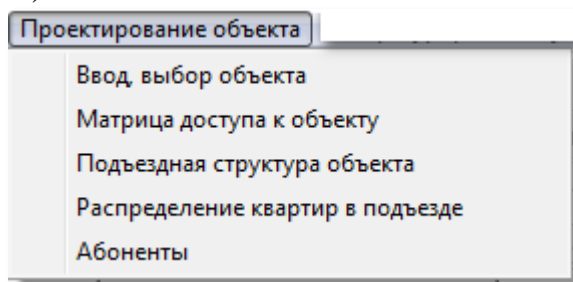 Проектирование объекта
Ввод, выбор объекта
Матрица доступа к объекту
Подъездная структура объекта
Распределение квартир в подъезде
Абоненты